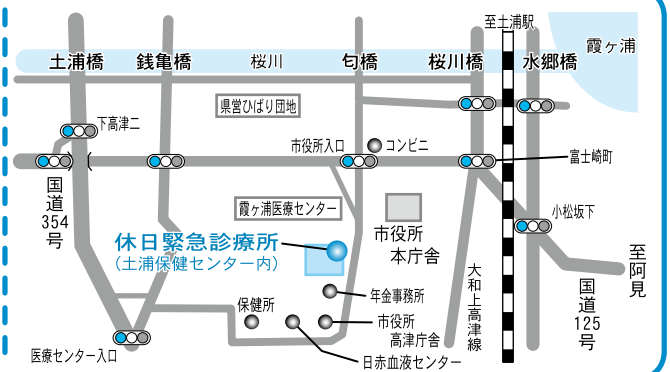 至土浦駅
霞ヶ浦
土浦橋
銭亀橋
桜川
匂橋
桜川橋
水郷橋
県営ひばり団地
下高津二
市役所入口
コンビニ
富士崎町
国道354号
霞ヶ浦医療センター
市役所
本庁舎
小松坂下
休日緊急診療所
(土浦保健センター内)
至阿見
大和上高津線
国道125号
年金事務所
保健所
市役所
高津庁舎
医療センター入口
日赤血液センター